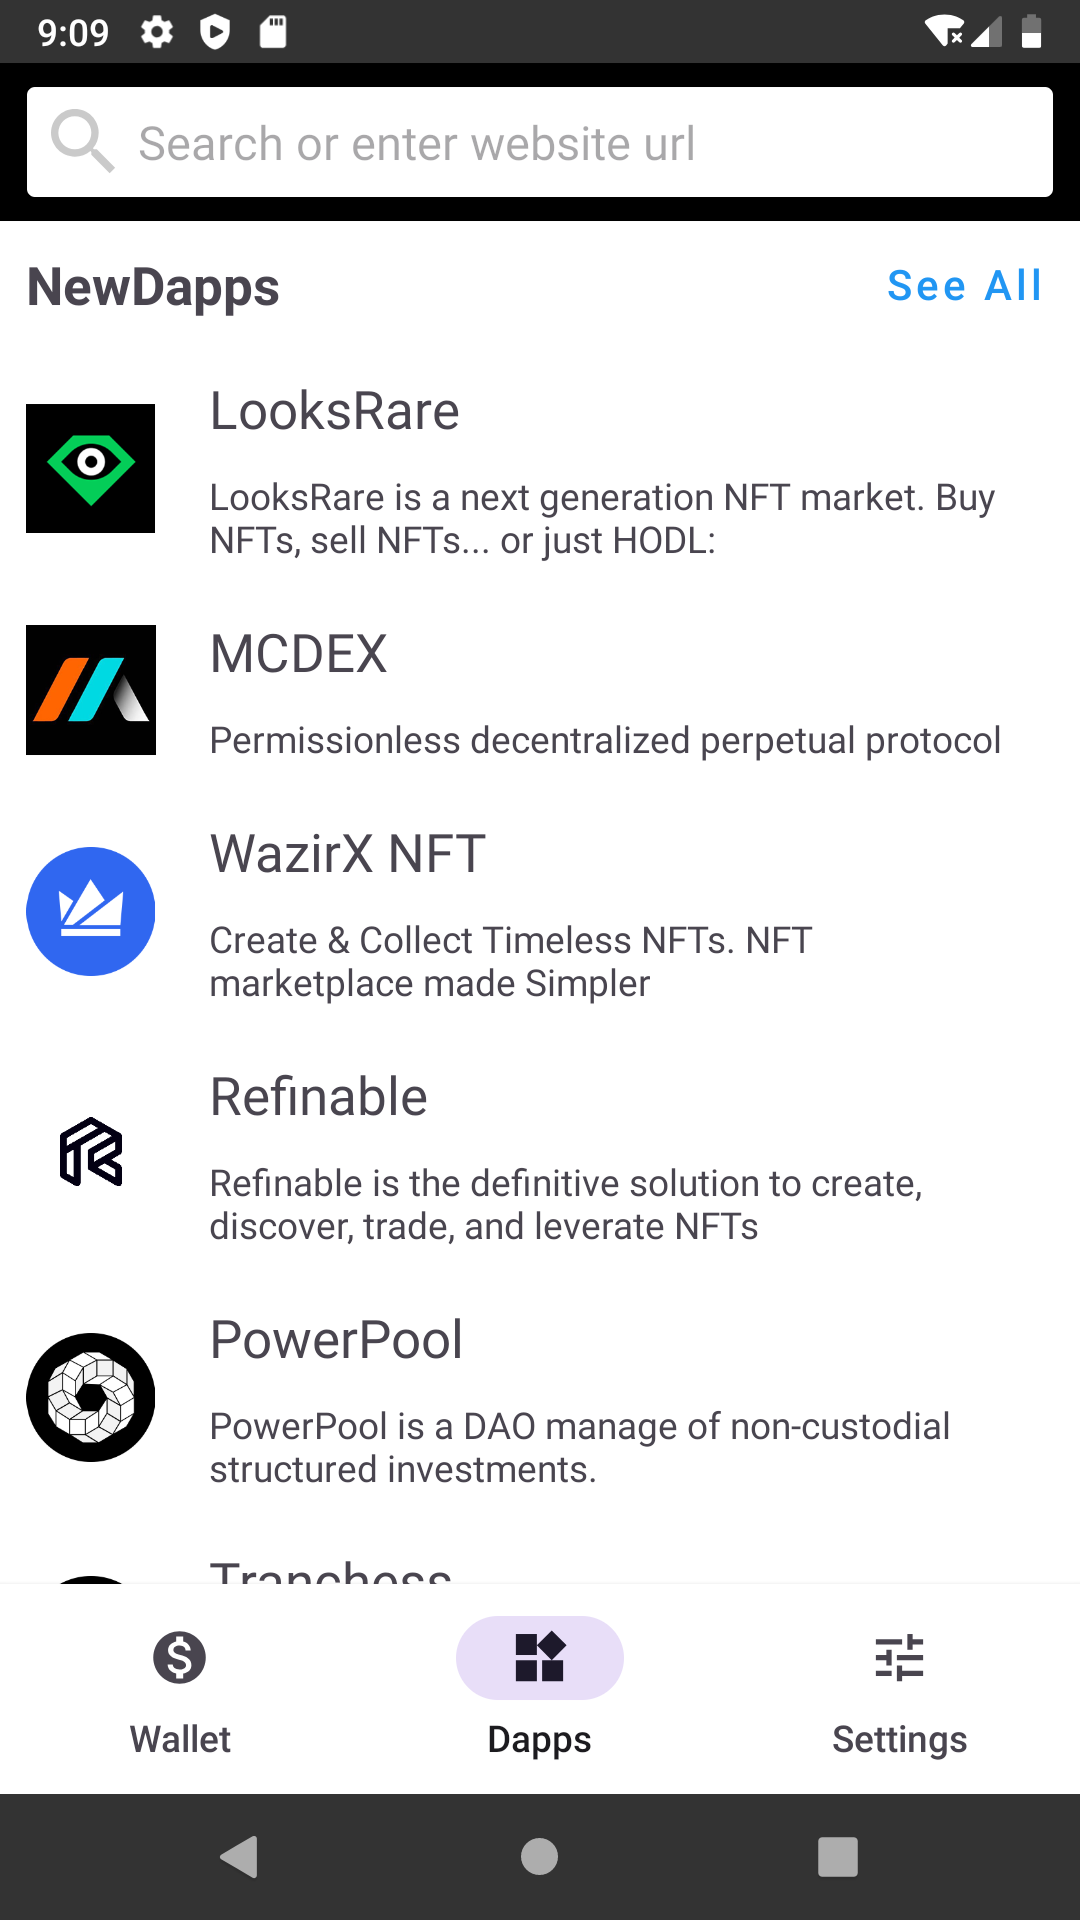 9:09
Search or enter website url
NewDapps
See All
LooksRare
LooksRare is a next generation NFT market. Buy
NFTs, sell NFTs... or just HODL:
MCDEX
Permissionless decentralized perpetual protocol
WazirX NFT
Create & Collect Timeless NFTs. NFT
marketplace made Simpler
Refinable
Refinable is the definitive solution to create,
discover, trade, and leverate NFTs
PowerPool
PowerPool is a DAO manage of non-custodial
structured investments.
Tranchess
Wallet
Dapps
Settings